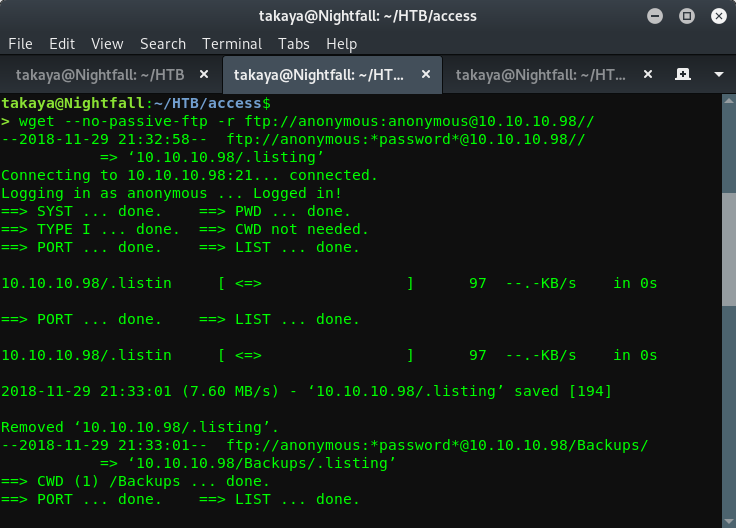 takaya@Nightfall: ~/HTB/access
File Edit View Search Terminal Tabs Help
takaya@Nightfall: ~/HTB × takaya@Nightfall: ~/HT... × takaya@Nightfall: ~/HT... ×
takaya@Nightfall:~/HTB/access$
> wget --no-passive-ftp -r ftp://anonymous:anonymous@10.10.10.98//
--2018-11-29 21:32:58--  ftp://anonymous:*password*@10.10.10.98//
           => ‘10.10.10.98/.listing’
Connecting to 10.10.10.98:21... connected.
Logging in as anonymous ... Logged in!
==> SYST ... done.    ==> PWD ... done.
==> TYPE I ... done.  ==> CWD not needed.
==> PORT ... done.    ==> LIST ... done.
10.10.10.98/.listin     [ <=>                ]      97  --.-KB/s    in 0s
==> PORT ... done.    ==> LIST ... done.
10.10.10.98/.listin     [ <=>                ]      97  --.-KB/s    in 0s
2018-11-29 21:33:01 (7.60 MB/s) - ‘10.10.10.98/.listing’ saved [194]
Removed ‘10.10.10.98/.listing’.
--2018-11-29 21:33:01--  ftp://anonymous:*password*@10.10.10.98/Backups/
           => ‘10.10.10.98/Backups/.listing’
==> CWD (1) /Backups ... done.
==> PORT ... done.    ==> LIST ... done.